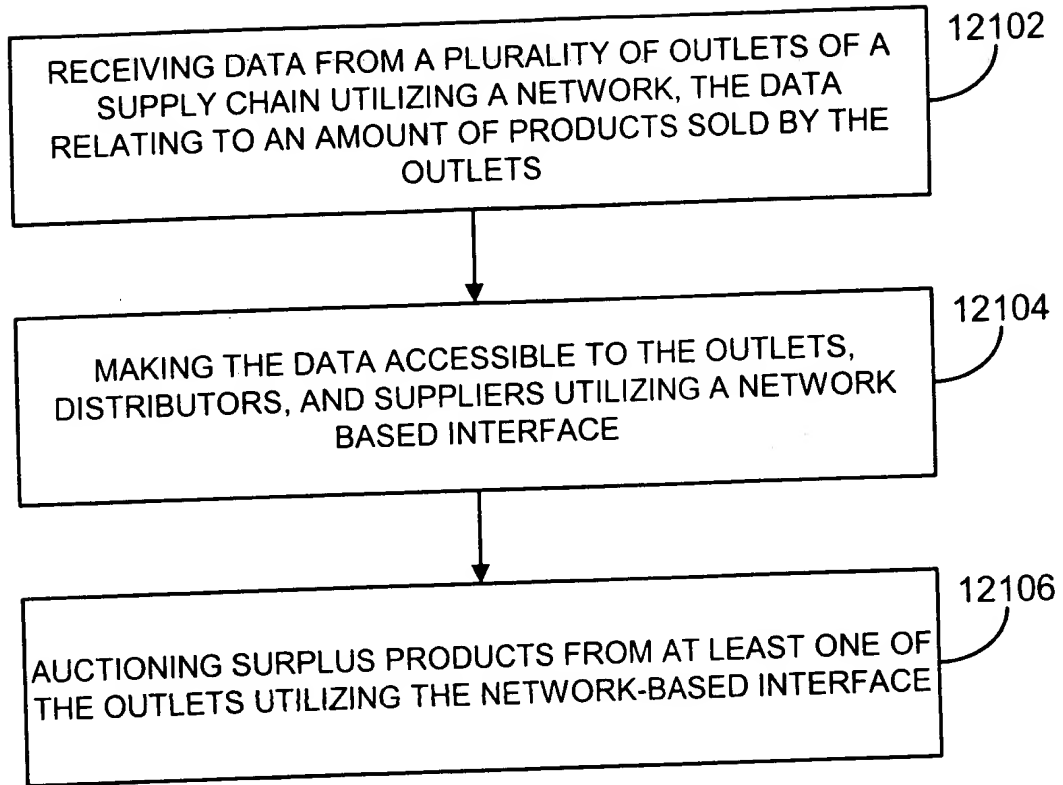 12102
RECEIVING DATA FROM A PLURALITY OF OUTLETS OF A
SUPPLY CHAIN UTILIZING A NETWORK, THE DATA
RELATING TO AN AMOUNT OF PRODUCTS SOLD BY THE
OUTLETS
12104
MAKING THE DATA ACCESSIBLE TO THE OUTLETS,
DISTRIBUTORS, AND SUPPLIERS UTILIZING A NETWORK
BASED INTERFACE
12106
AUCTIONING SURPLUS PRODUCTS FROM AT LEAST ONE OF
THE OUTLETS UTILIZING THE NETWORK-BASED INTERFACE